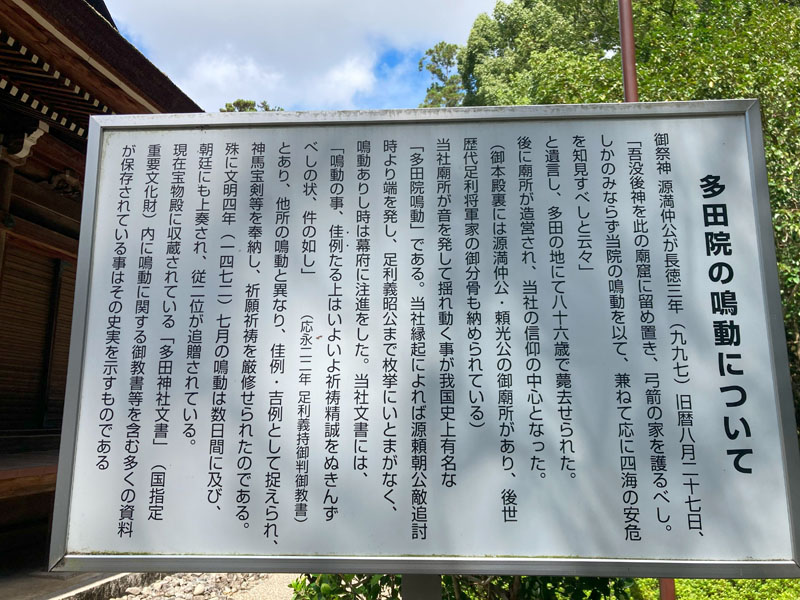 多田院の鳴動について
御祭神 源満仲公が長徳三年（九九七）旧暦八月二十七日、
「吾没後神を此の廟窟に留め置き、弓箭の家を護るべし。
しかのみならず当院の鳴動を以て、兼ねて応に四海の安危
を知見すべしと云々」
と遺言し、多田の地にて八十六歳で薨去せられた。
後に廟所が造営され、当社の信仰の中心となった。
（御本殿裏には源満仲公・頼光公の御廟所があり、後世
歴代足利将軍家の御分骨も納められている）
当社廟所が音を発して揺れ動く事が我国史上有名な
「多田院鳴動」である。当社縁起によれば源頼朝公敵追討
時より端を発し、足利義昭公まで枚挙にいとまがなく、
鳴動ありし時は幕府に注進をした。当社文書には、
「鳴動の事、佳例たる上はいよいよ祈祷精誠をぬきんず
べしの状、件の如し」（応永二二年 足利義持御判御教書）
とあり、他所の鳴動と異なり、佳例・吉例として捉えられ、
神馬宝剣等を奉納し、祈願祈祷を厳修せられたのである。
殊に文明四年（一四七二）七月の鳴動は数日間に及び、
朝廷にも上奏され、従二位が追贈されている。
現在宝物殿に収蔵されている「多田神社文書」（国指定
重要文化財）内に鳴動に関する御教書等を含む多くの資料
が保存されている事はその史実を示すものである